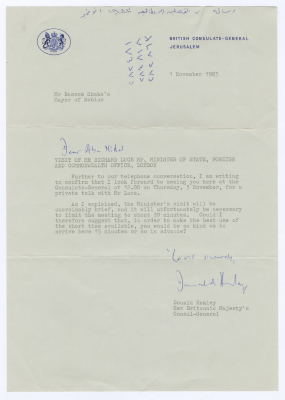 BRITISH CONSULATE-GENERAL
JERUSALEM
1 November 1983
Mr Bassam Shaka'a
Mayor of Nablus
Dear
VISIT OF MR RICHARD LUCE MP, MINISTER OF STATE, FOREIGN
AND COMMONWEALTH OFFICE, LONDON
Further to our telephone conversation, I am writing
to confirm that I look forward to seeing you here at the
Consulate-General at 12.00 on Thursday, 3 November, for a
private talk with Mr Luce.
As I explained, the Minister's visit will be
unavoidably brief, and it will unfortunately be necessary
to limit the meeting to about 30 minutes. Could I
therefore suggest that, in order to make the best use of
the short time available, you would be so kind as to
arrive here 15 minutes or so in advance?
Yours sincerely,
Her Britannic Majesty's
Consul-General